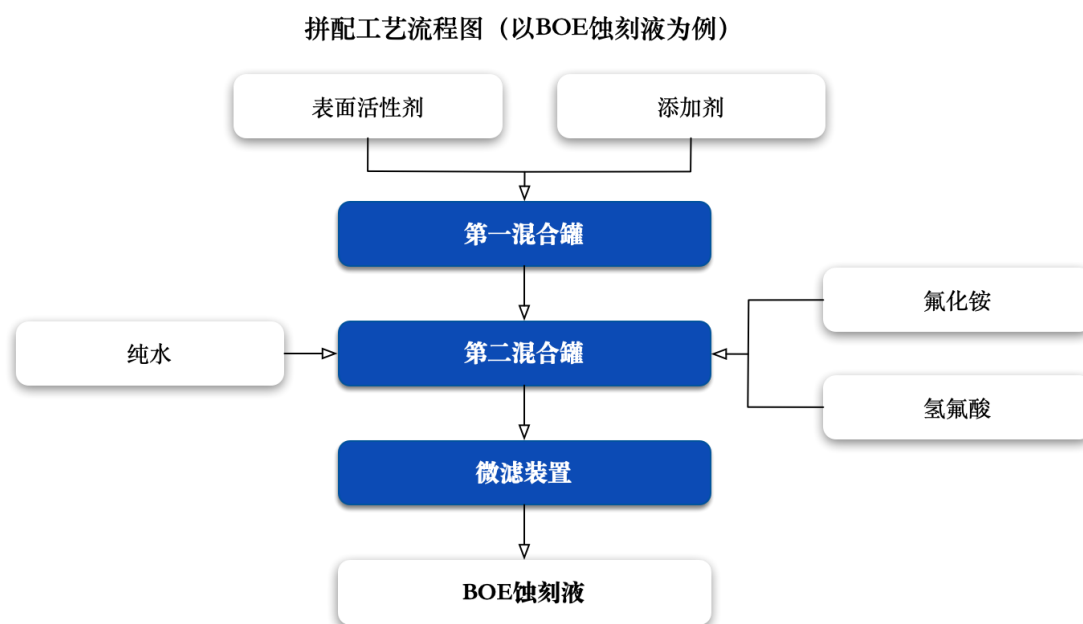 拼配工艺流程图（以BOE蚀刻液为例）
表面活性剂
添加剂
第一混合罐
氟化铵
纯水
第二混合罐
氢氟酸
微滤装置
BOE蚀刻液